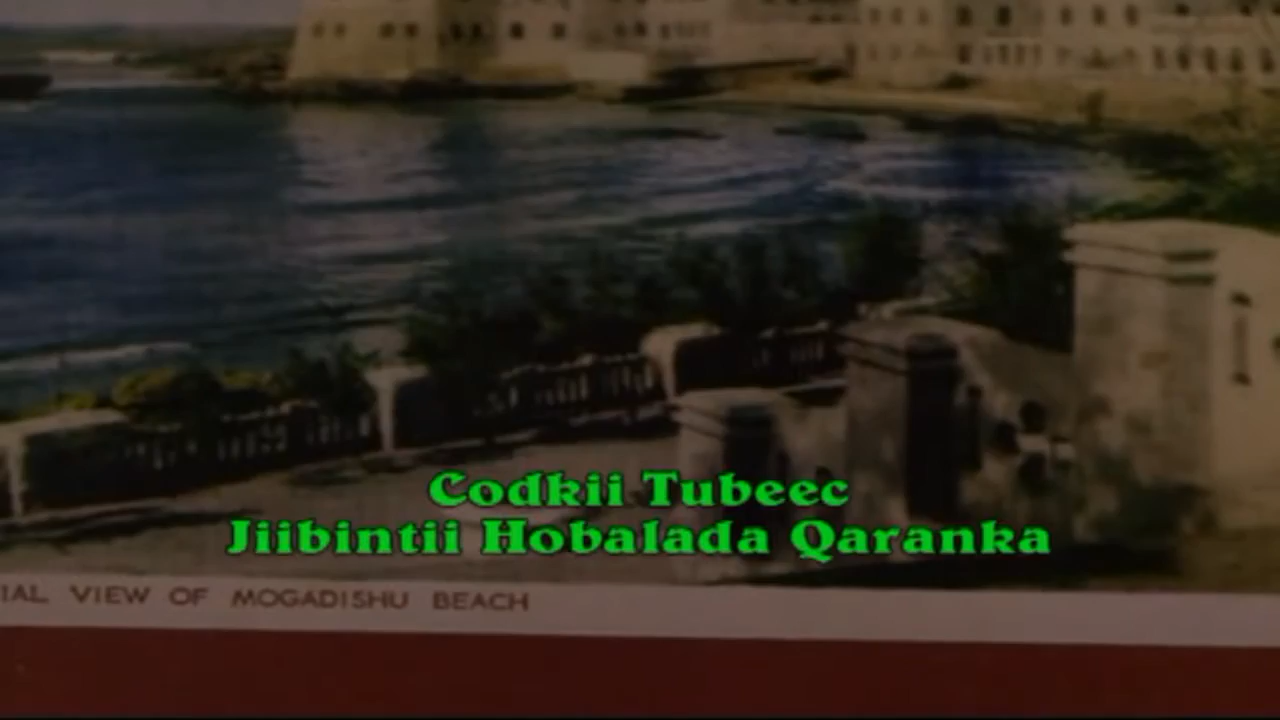 Codkii Tubeec
Jiibintii Hobalada Qaranka
IAL VIEW OF MOGADISHU BEACH